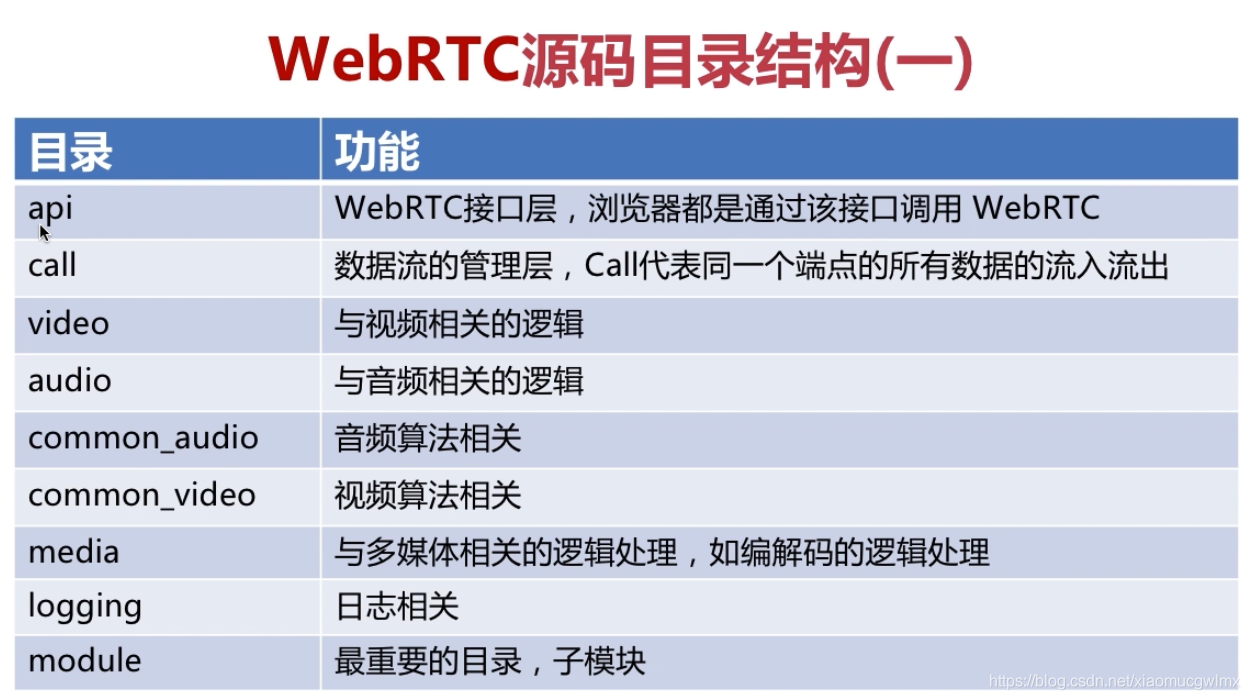 WebRTC源码目录结构(一)
目录 功能
api WebRTC接口层，浏览器都是通过该接口调用 WebRTC
call 数据流的管理层，Call代表同一个端点的所有数据的流入流出
video 与视频相关的逻辑
audio 与音频相关的逻辑
common_audio 音频算法相关
common_video 视频算法相关
media 与多媒体相关的逻辑处理，如编解码的逻辑处理
logging 日志相关
module 最重要的目录，子模块
https://blog.csdn.net/xiaomucgwlmx